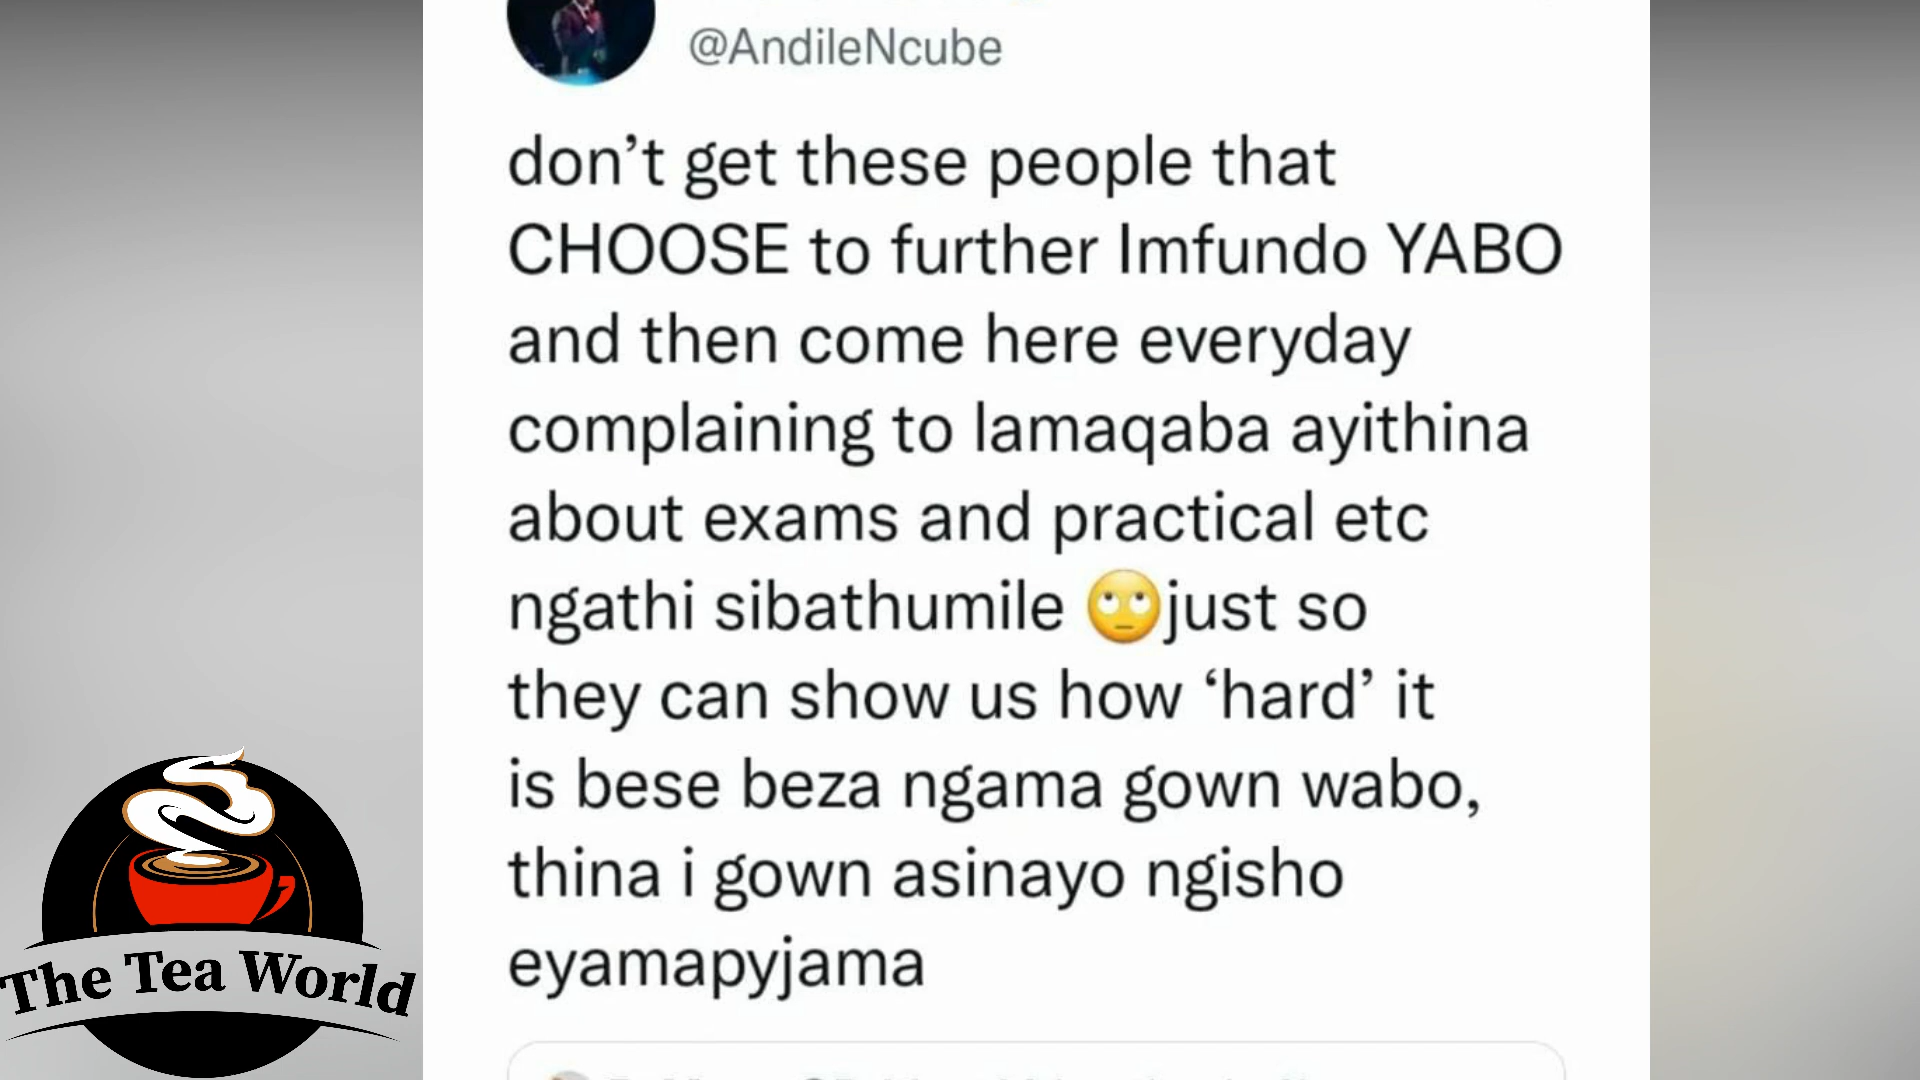 @AndileNcube
don’t get these people that
CHOOSE to further Imfundo YABO
and then come here everyday
complaining to lamaqaba ayithina
about exams and practical etc
ngathi sibathumile 🙄just so
they can show us how ‘hard’ it
is bese beza ngama gown wabo,
thina i gown asinayo ngisho
eyamapyjama
The Tea World